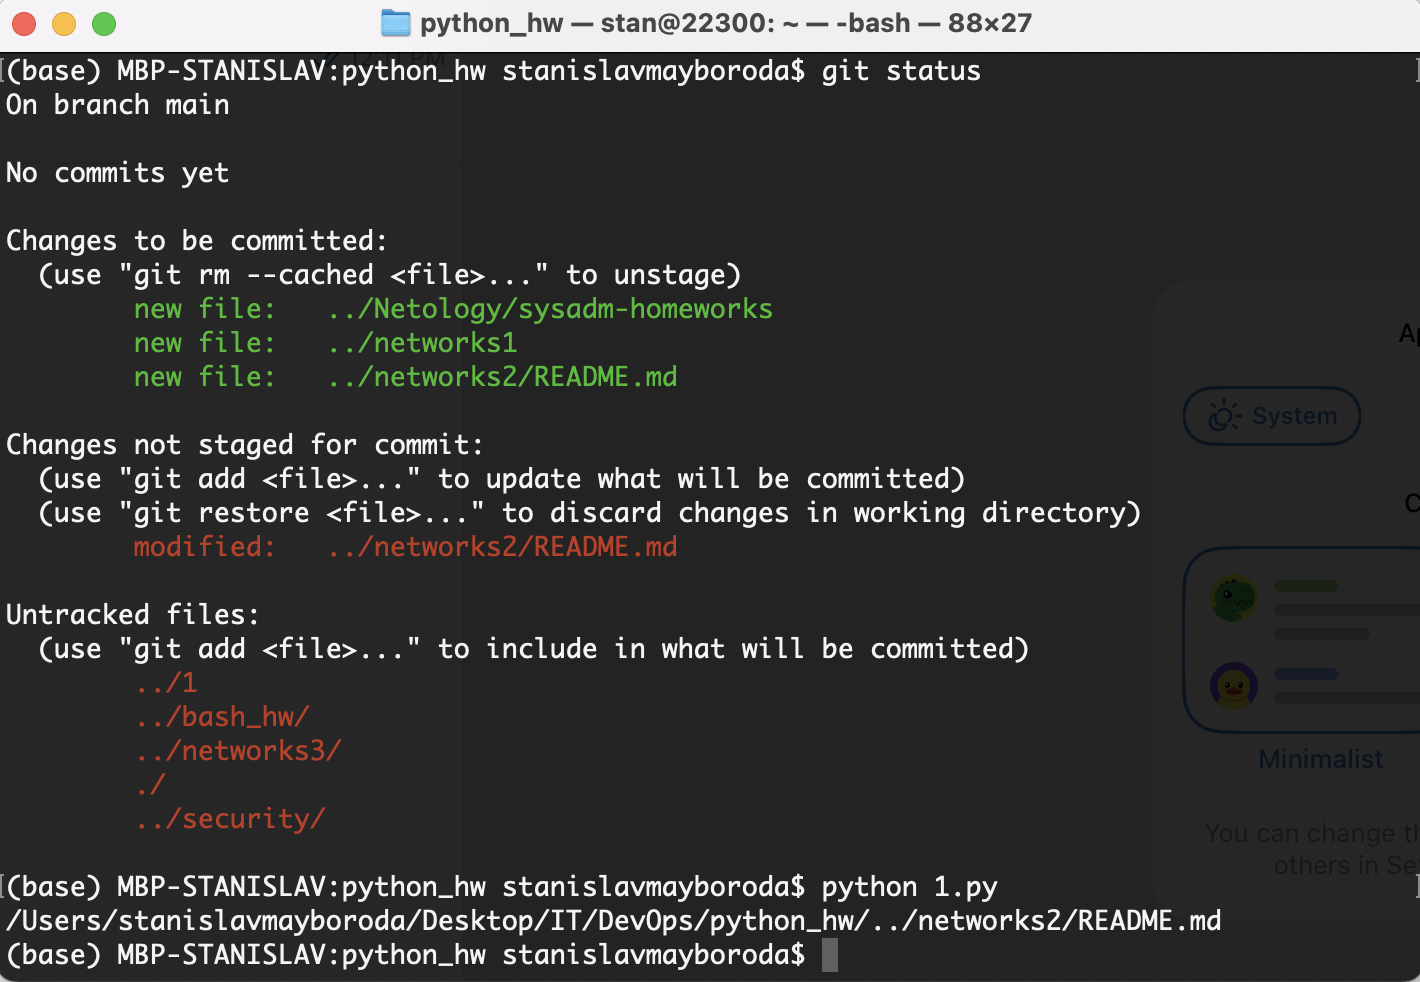 python_hw — stan@22300: ~ — -bash — 88×27
12:11 PM
(base) MBP-STANISLAV:python_hw stanislavmayboroda$ git status
On branch main
No commits yet
Changes to be committed:
  (use "git rm --cached <file>..." to unstage)
        new file:   ../Netology/sysadm-homeworks
        new file:   ../networks1
        new file:   ../networks2/README.md
Changes not staged for commit:
  (use "git add <file>..." to update what will be committed)
  (use "git restore <file>..." to discard changes in working directory)
        modified:   ../networks2/README.md
Untracked files:
  (use "git add <file>..." to include in what will be committed)
        ../1
        ../bash_hw/
        ../networks3/
        ./
        ../security/
(base) MBP-STANISLAV:python_hw stanislavmayboroda$ python 1.py
/Users/stanislavmayboroda/Desktop/IT/DevOps/python_hw/../networks2/README.md
(base) MBP-STANISLAV:python_hw stanislavmayboroda$
System
Minimalist
You can change
others in